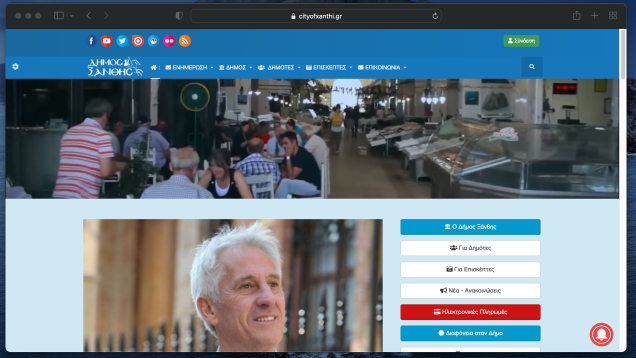 cityofxanthi.gr
Σύνδεση
ΔΗΜΟΣ
ΞΑΝΘΗΣ
ΕΝΗΜΕΡΩΣΗ
ΔΗΜΟΣ
ΔΗΜΟΤΕΣ
ΕΠΙΣΚΕΠΤΕΣ
ΕΠΙΚΟΙΝΩΝΙΑ
Ο Δήμος Ξάνθης
Για Δημότες
Για Επισκέπτες
Νέα - Ανακοινώσεις
Ηλεκτρονικές Πληρωμές
Διαφάνεια στον Δήμο